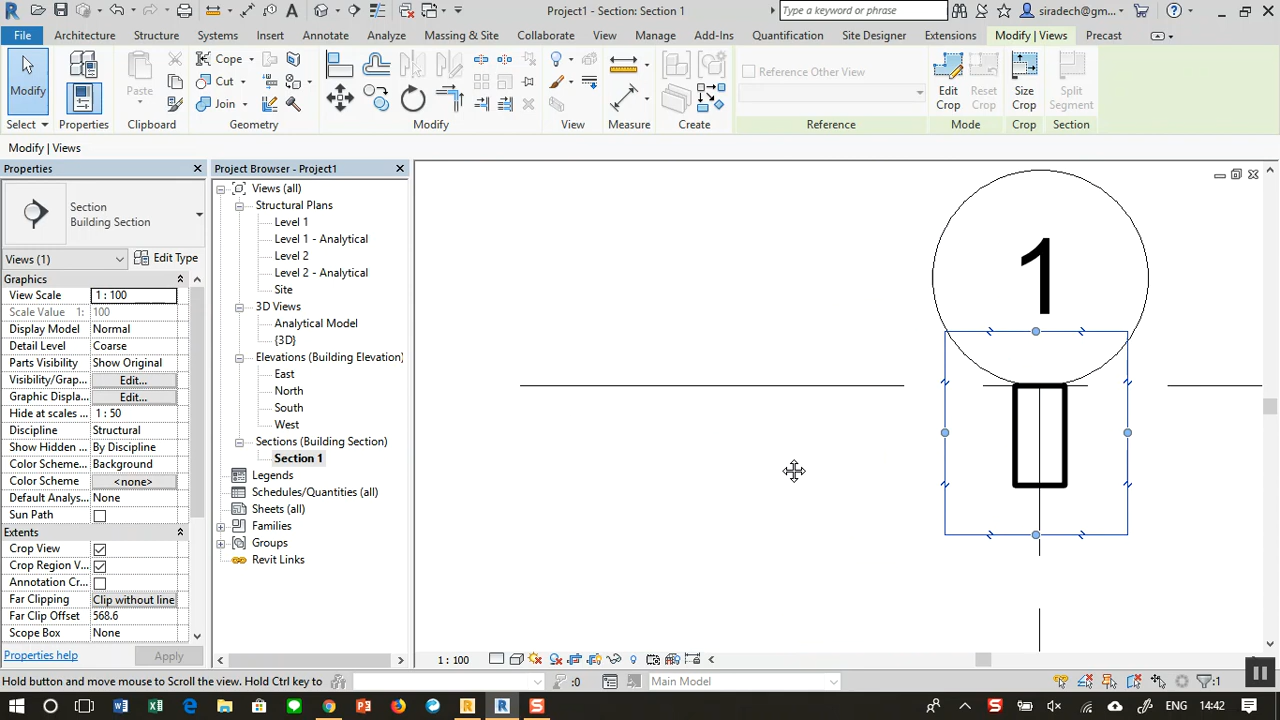 Project1 - Section: Section 1
Type a keyword or phrase
siradech@gm...
File
Architecture
Structure
Systems
Insert
Annotate
Analyze
Massing & Site
Collaborate
View
Manage
Add-Ins
Quantification
Site Designer
Extensions
Modify | Views
Precast
Modify
Properties
Paste
Cope
Cut
Join
Reference Other View
Edit
Crop
Reset
Crop
Size
Crop
Split
Segment
Select
Properties
Clipboard
Geometry
Modify
View
Measure
Create
Reference
Mode
Crop
Section
Modify | Views
Properties
Section
Building Section
Views (1)
Edit Type
Graphics
View Scale 1 : 100
Scale Value 1: 100
Display Model Normal
Detail Level Coarse
Parts Visibility Show Original
Visibility/Grap... Edit...
Graphic Displa... Edit...
Hide at scales ... 1 : 50
Discipline Structural
Show Hidden ... By Discipline
Color Scheme... Background
Color Scheme <none>
Default Analys... None
Sun Path
Extents
Crop View
Crop Region V...
Annotation Cr...
Far Clipping Clip without line
Far Clip Offset 568.6
Scope Box None
Properties help
Apply
Project Browser - Project1
Views (all)
Structural Plans
Level 1
Level 1 - Analytical
Level 2
Level 2 - Analytical
Site
3D Views
Analytical Model
{3D}
Elevations (Building Elevation)
East
North
South
West
Sections (Building Section)
Section 1
Legends
Schedules/Quantities (all)
Sheets (all)
Families
Groups
Revit Links
1
1 : 100
Hold button and move mouse to Scroll the view. Hold Ctrl key to
:0
Main Model
:1
ENG
14:42